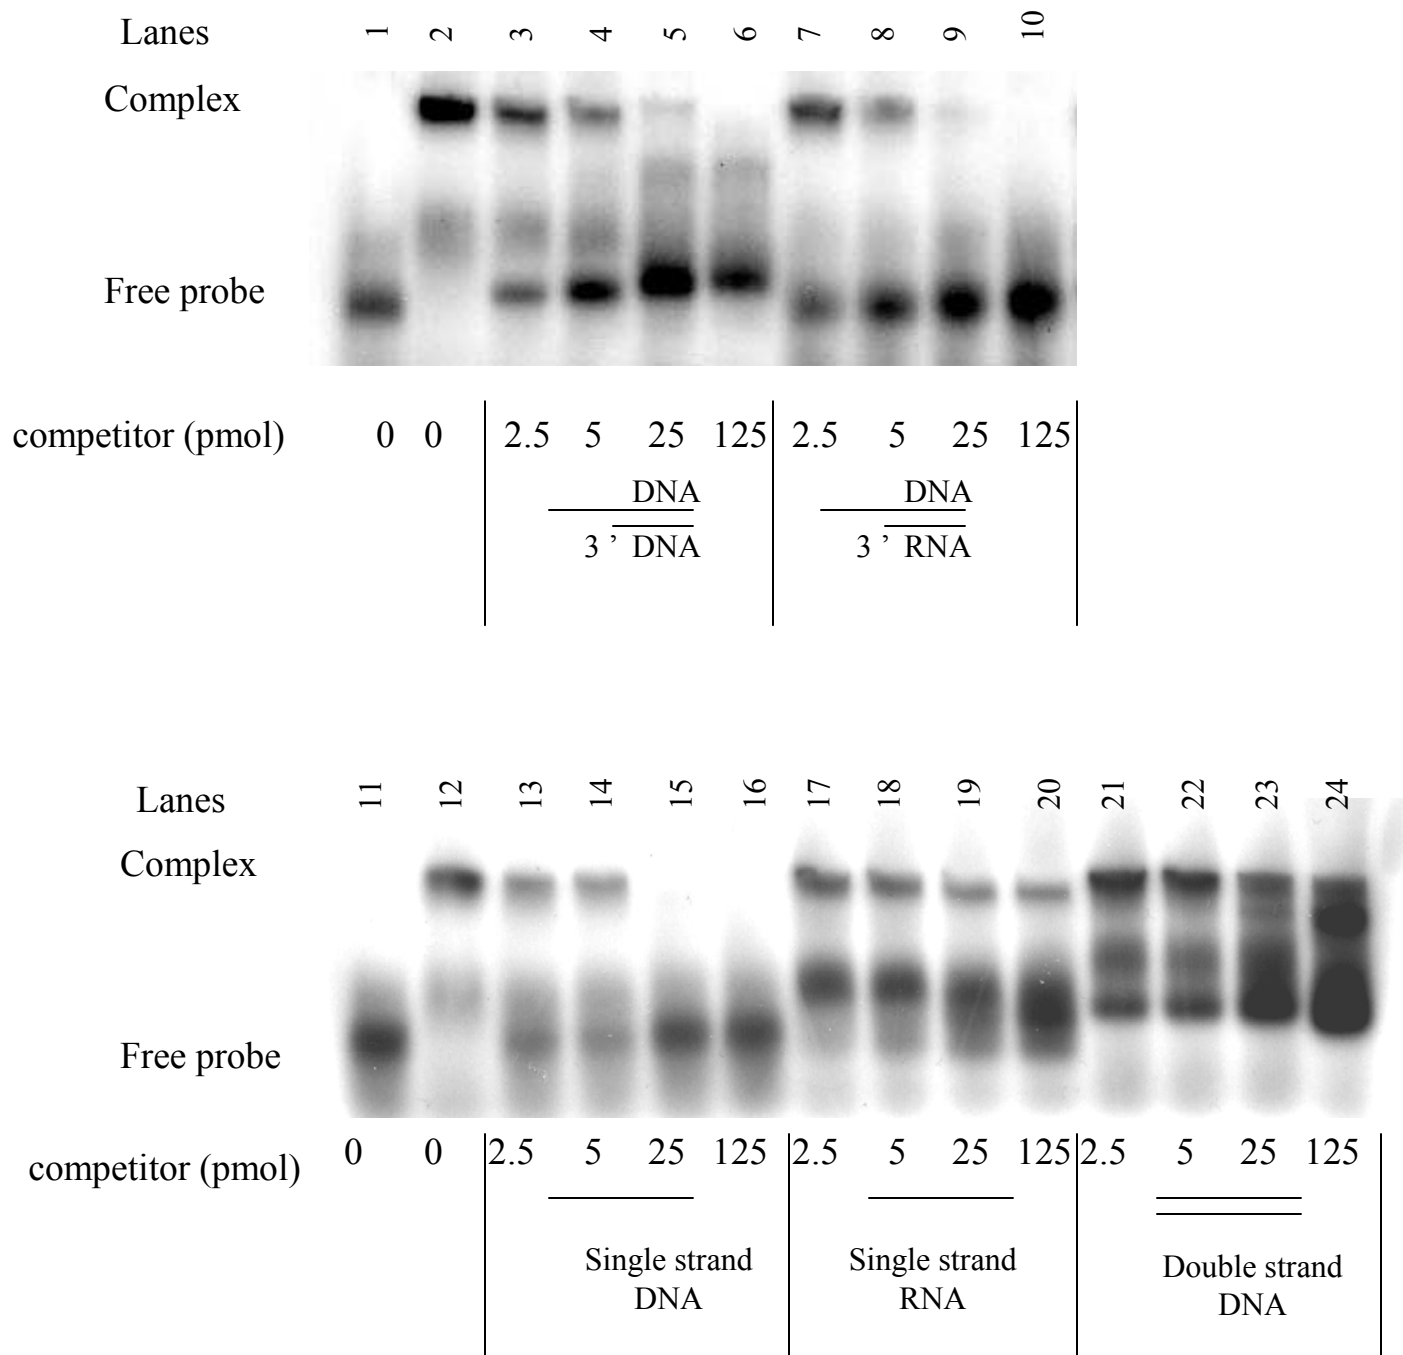 Lanes 1 2 3 4 5 6 7 8 9 10
Complex
Free probe
competitor (pmol) 0 0 2.5 5 25 125 2.5 5 25 125
DNA DNA
3 ’ DNA 3 ’ RNA
Lanes 11 12 13 14 15 16 17 18 19 20 21 22 23 24
Complex
Free probe
competitor (pmol) 0 0 2.5 5 25 125 2.5 5 25 125 2.5 5 25 125
Single strand Single strand Double strand
DNA RNA DNA